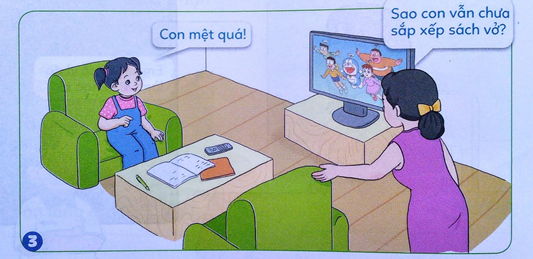 Con mệt quá!
Sao con vẫn chưa
sắp xếp sách vở?
3